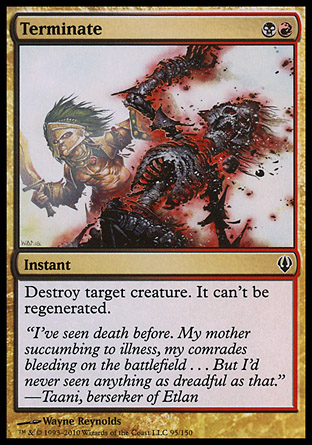 Terminate
Instant
Destroy target creature. It can't be
regenerated.
"I've seen death before. My mother
succumbing to illness, my comrades
bleeding on the battlefield . . . But I'd
never seen anything as dreadful as that."
—Taani, berserker of Etlan
Wayne Reynolds
™ & © 1993–2010 Wizards of the Coast LLC 95/150